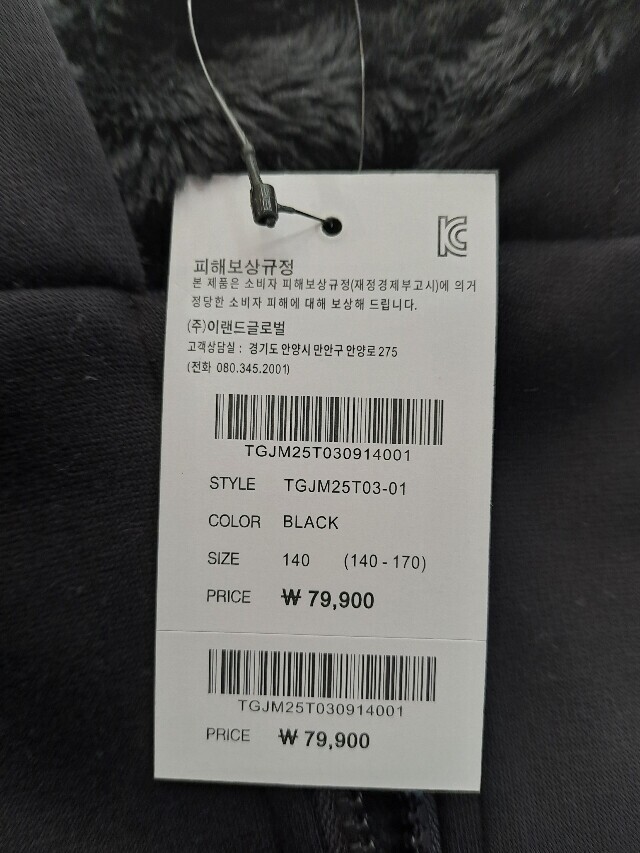 KC
피해보상규정
본 제품은 소비자 피해보상규정(재정경제부고시)에 의거
정당한 소비자 피해에 대해 보상해 드립니다.
(주)이랜드글로벌
고객상담실 : 경기도 안양시 만안구 안양로 275
(전화 080.345.2001)
TGJM25T030914001
STYLE TGJM25T03-01
COLOR BLACK
SIZE 140 (140 - 170)
PRICE ₩ 79,900
TGJM25T030914001
PRICE ₩ 79,900